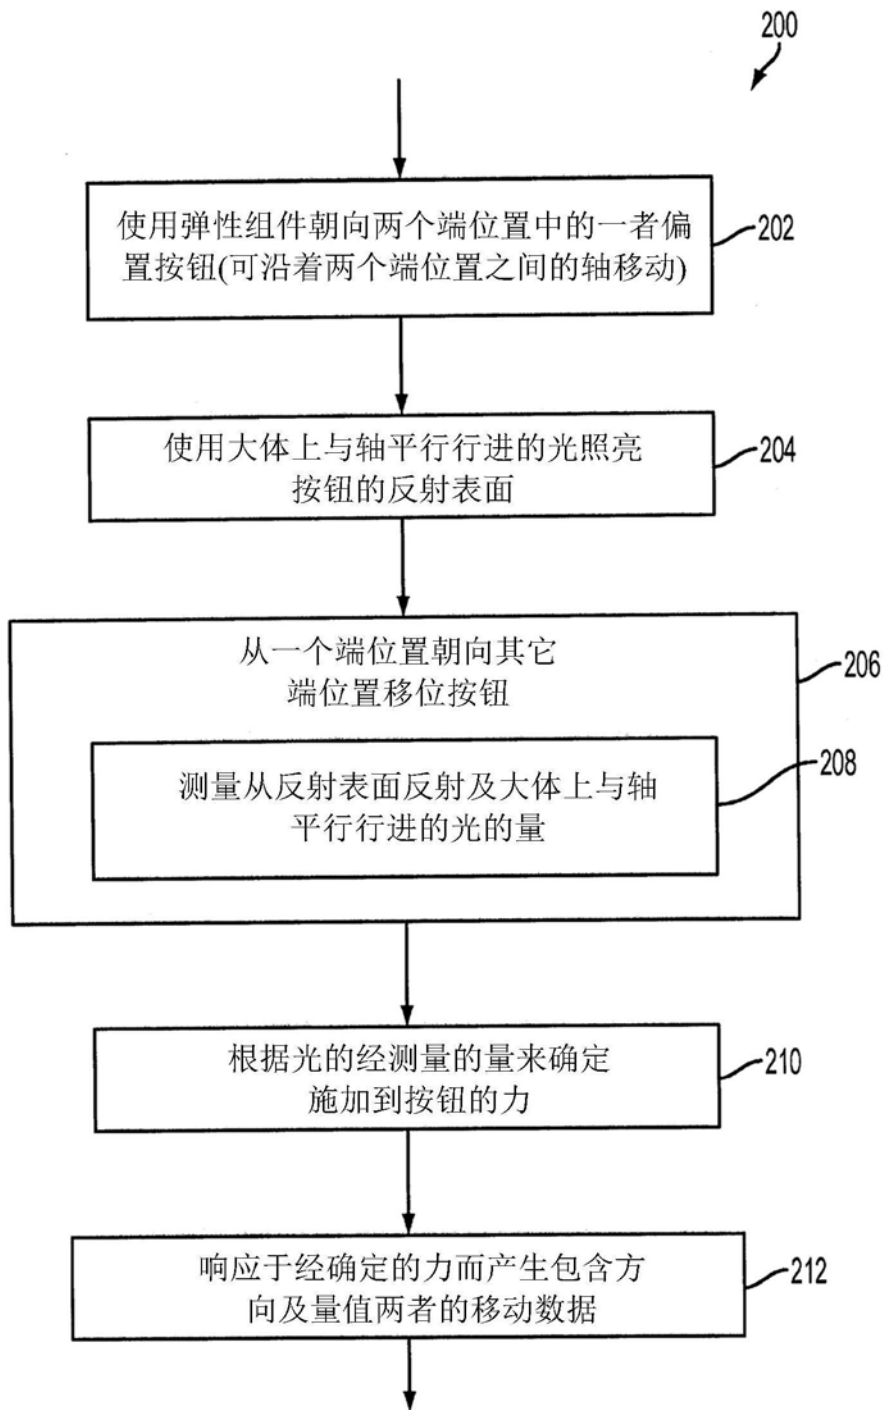 200
使用弹性组件朝向两个端位置中的一者偏
置按钮(可沿着两个端位置之间的轴移动)
202
使用大体上与轴平行行进的光照亮
按钮的反射表面
204
从一个端位置朝向其它
端位置移位按钮
206
测量从反射表面反射及大体上与轴
平行行进的光的量
208
根据光的经测量的量来确定
施加到按钮的力
210
响应于经确定的力而产生包含方
向及量值两者的移动数据
212